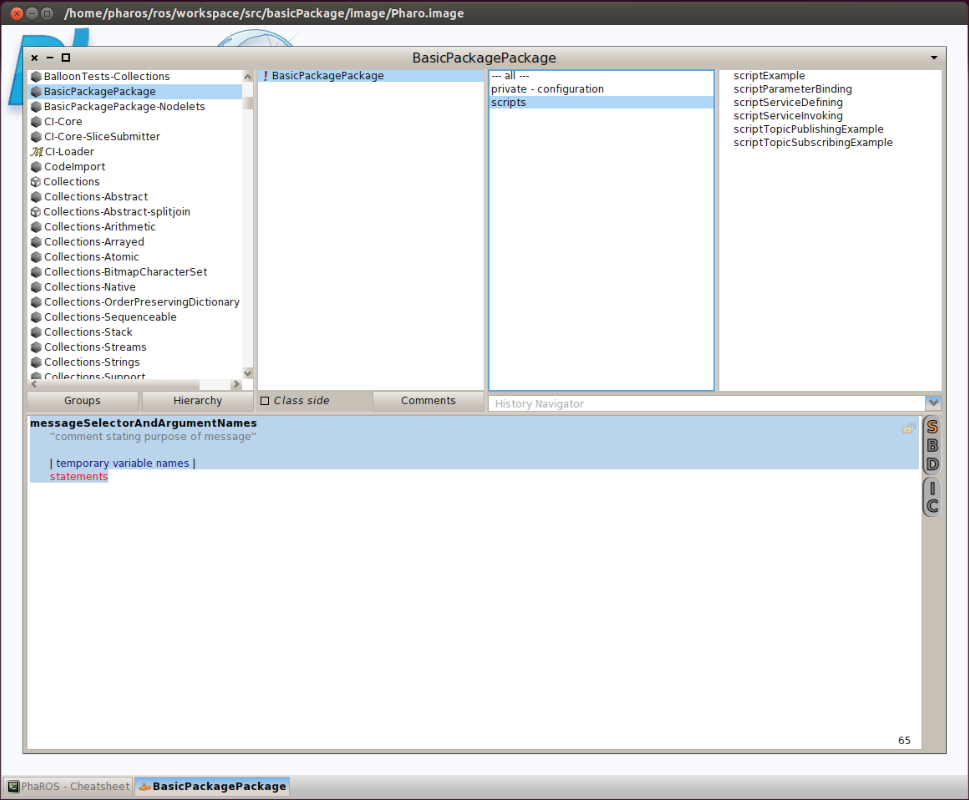 /home/pharos/ros/workspace/src/basicPackage/image/Pharo.image
BasicPackagePackage
BalloonTests-Collections
BasicPackagePackage
BasicPackagePackage-Nodelets
CI-Core
CI-Core-SliceSubmitter
CI-Loader
CodeImport
Collections
Collections-Abstract
Collections-Abstract-splitjoin
Collections-Arithmetic
Collections-Arrayed
Collections-Atomic
Collections-BitmapCharacterSet
Collections-Native
Collections-OrderPreservingDictionary
Collections-Sequenceable
Collections-Stack
Collections-Streams
Collections-Strings
Collections-Support
! BasicPackagePackage
--- all ---
private - configuration
scripts
scriptExample
scriptParameterBinding
scriptServiceDefining
scriptServiceInvoking
scriptTopicPublishingExample
scriptTopicSubscribingExample
Groups
Hierarchy
Class side
Comments
History Navigator
messageSelectorAndArgumentNames
"comment stating purpose of message"
| temporary variable names |
statements
S
B
D
I
C
65
PhaROS - Cheatsheet
BasicPackagePackage